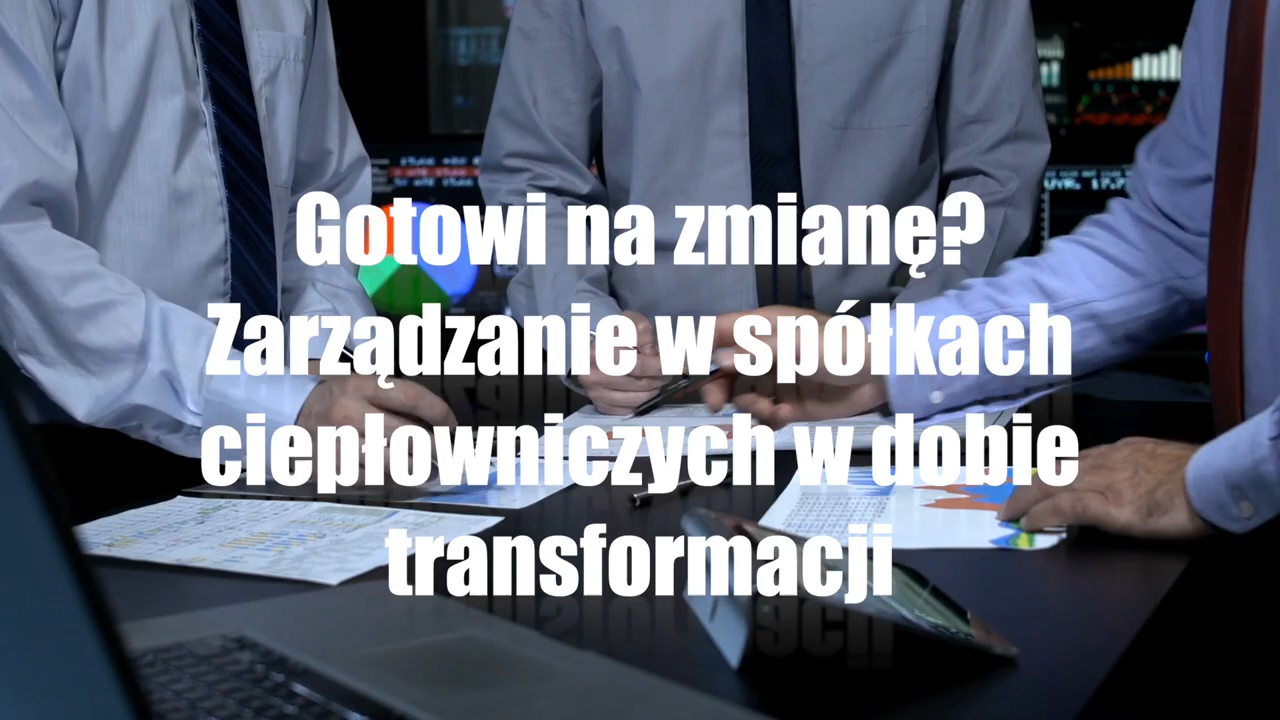 Gotowi na zmianę?
Zarządzanie w spółkach
ciepłowniczych w dobie
transformacji